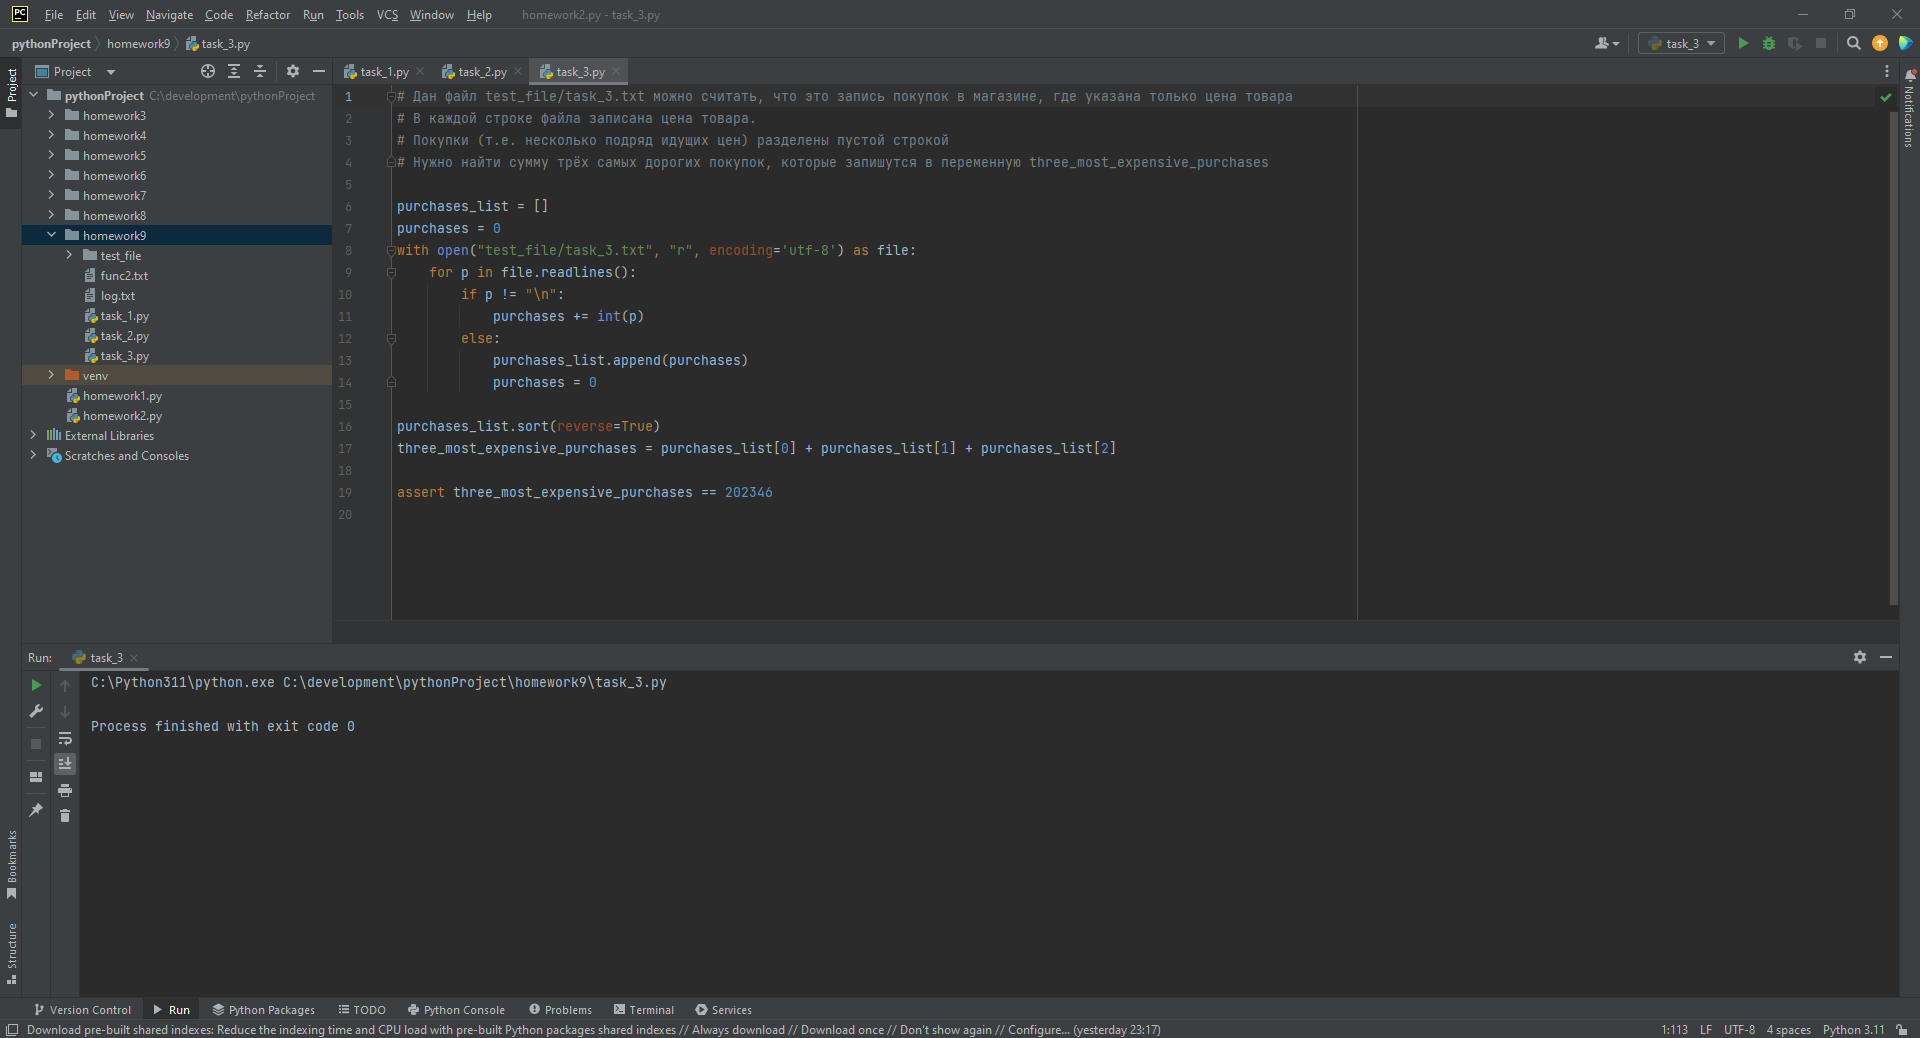 PC File Edit View Navigate Code Refactor Run Tools VCS Window Help homework2.py - task_3.py
pythonProject homework9 task_3.py task_3
Project
task_1.py task_2.py task_3.py
Project
pythonProject C:\development\pythonProject
homework3
homework4
homework5
homework6
homework7
homework8
homework9
test_file
func2.txt
log.txt
task_1.py
task_2.py
task_3.py
venv
homework1.py
homework2.py
External Libraries
Scratches and Consoles
1 # Дан файл test_file/task_3.txt можно считать, что это запись покупок в магазине, где указана только цена товара
2 # В каждой строке файла записана цена товара.
3 # Покупки (т.е. несколько подряд идущих цен) разделены пустой строкой
4 # Нужно найти сумму трёх самых дорогих покупок, которые запишутся в переменную three_most_expensive_purchases
5
6 purchases_list = []
7 purchases = 0
8 with open("test_file/task_3.txt", "r", encoding='utf-8') as file:
9 for p in file.readlines():
10 if p != "\n":
11 purchases += int(p)
12 else:
13 purchases_list.append(purchases)
14 purchases = 0
15
16 purchases_list.sort(reverse=True)
17 three_most_expensive_purchases = purchases_list[0] + purchases_list[1] + purchases_list[2]
18
19 assert three_most_expensive_purchases == 202346
20
Notifications
Run: task_3
C:\Python311\python.exe C:\development\pythonProject\homework9\task_3.py
Process finished with exit code 0
Bookmarks
Structure
Version Control Run Python Packages TODO Python Console Problems Terminal Services
Download pre-built shared indexes: Reduce the indexing time and CPU load with pre-built Python packages shared indexes // Always download // Download once // Don't show again // Configure... (yesterday 23:17) 1:113 LF UTF-8 4 spaces Python 3.11